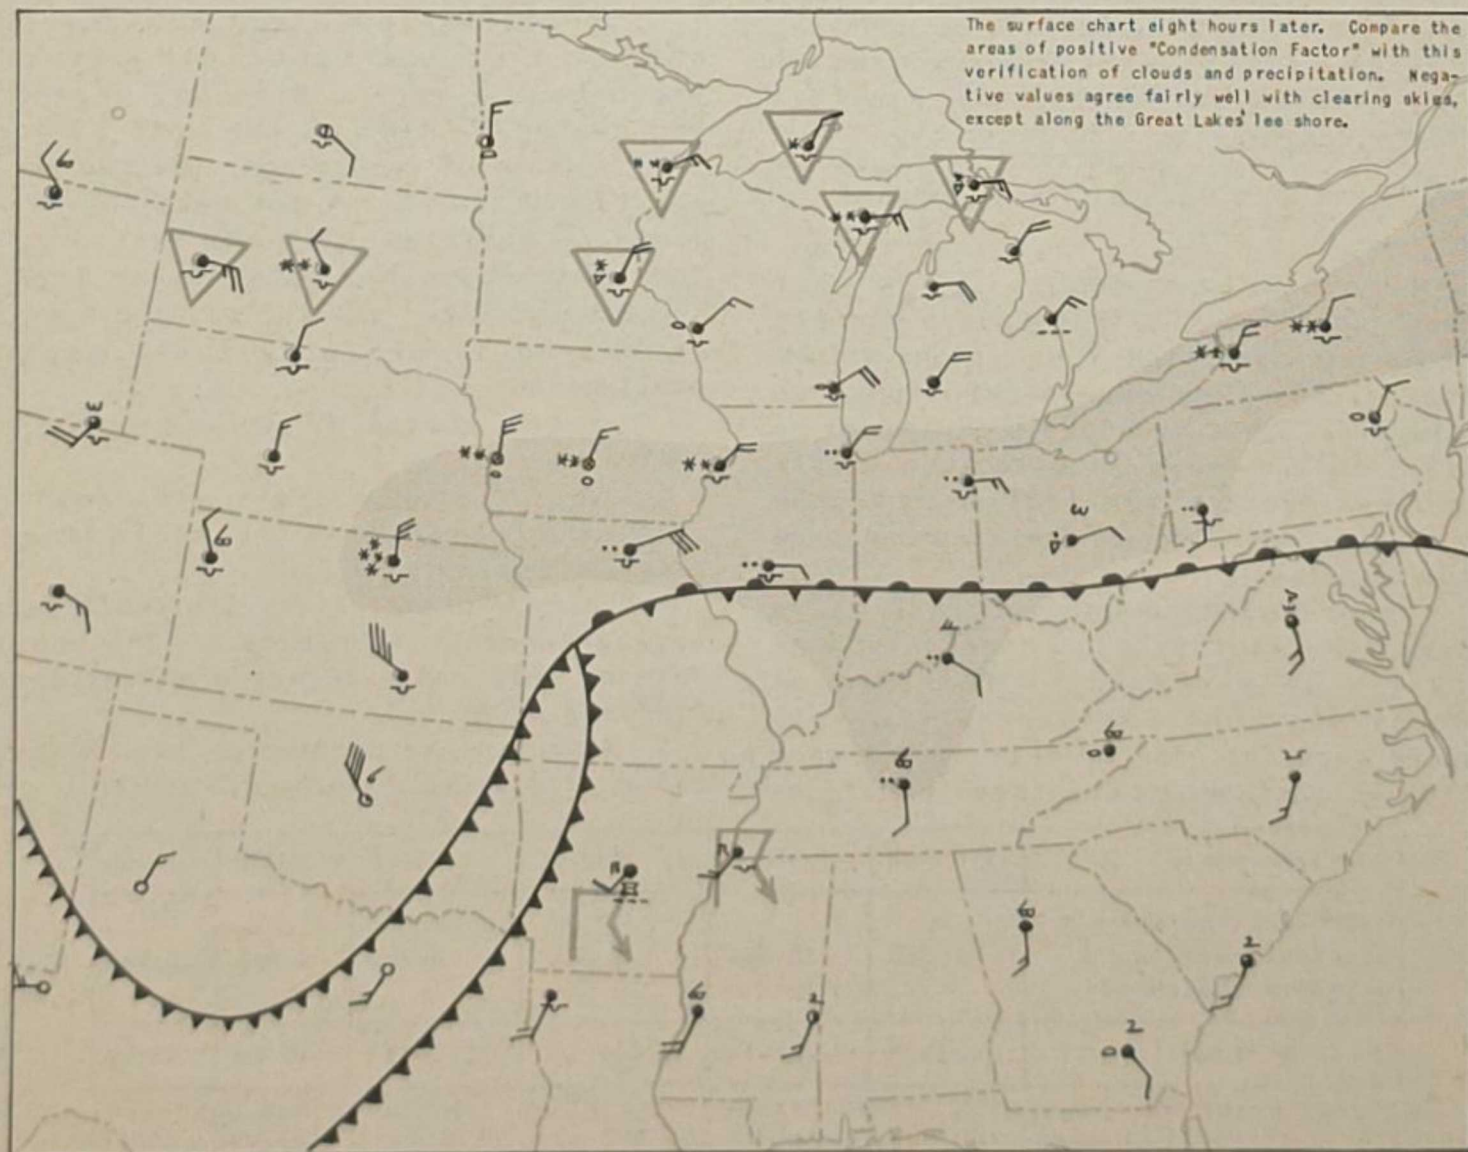 The surface chart eight hours later. Compare the
areas of positive "Condensation Factor" with this
verification of clouds and precipitation. Nega-
tive values agree fairly well with clearing skies,
except along the Great Lakes' lee shore.